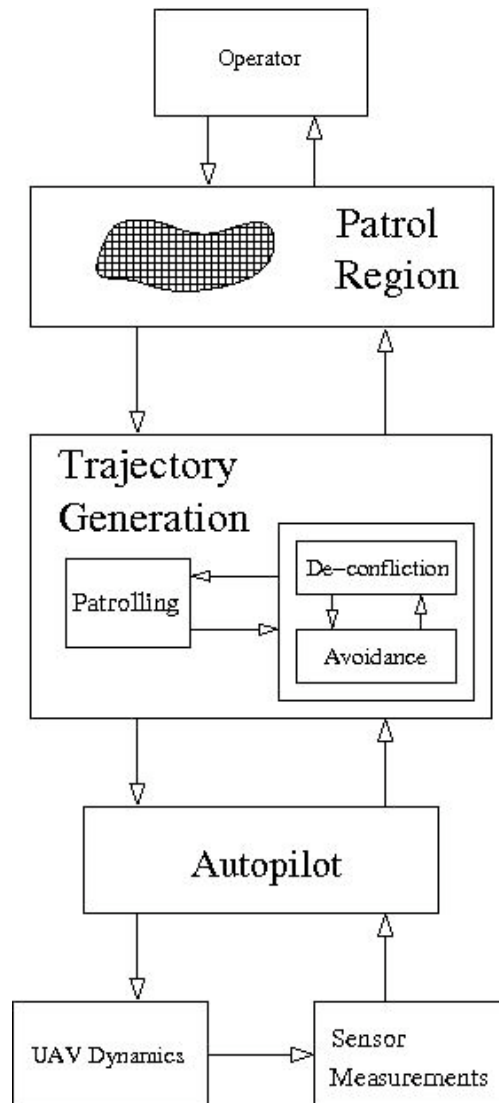 Operator
Patrol
Region
Trajectory
Generation
De-confliction
Patrolling
Avoidance
Autopilot
UAV Dynamics
Sensor
Measurements